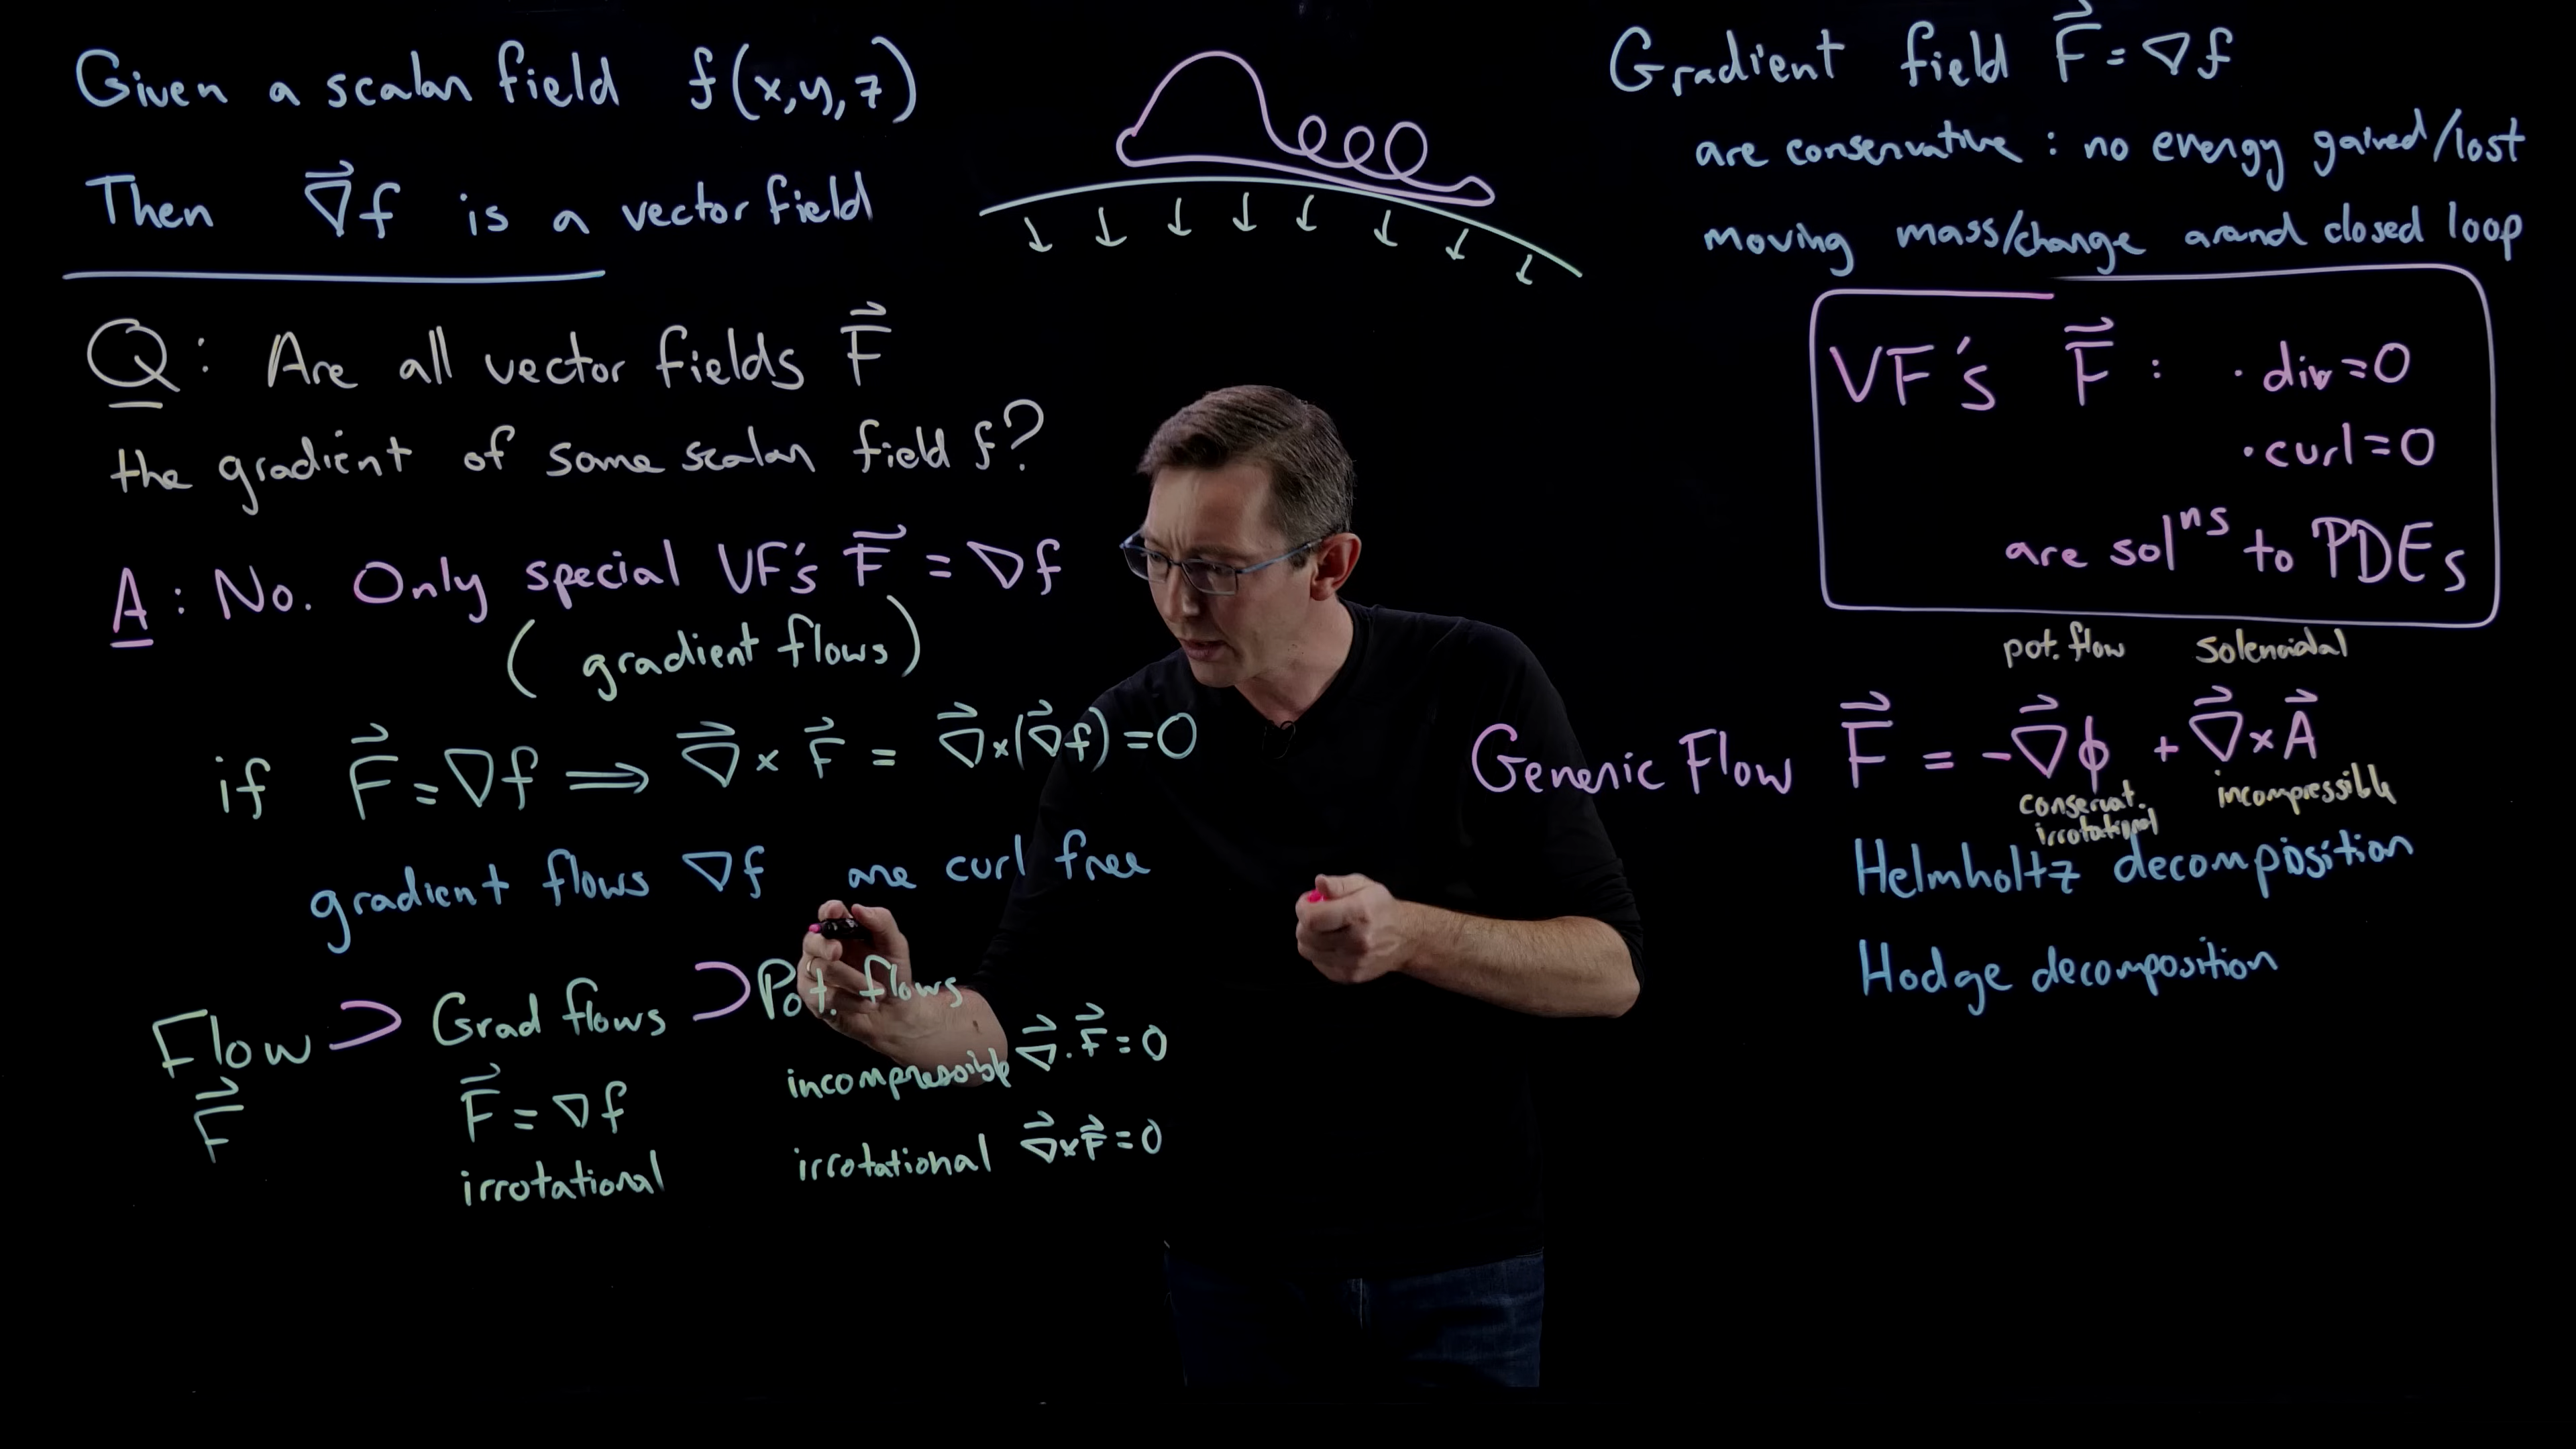 Given a scalar field f(x,y,z)
Then ∇⃗f is a vector field
Q: Are all vector fields F⃗
the gradient of some scalar field f?
A: No. Only special VF's F⃗ = ∇f
(gradient flows)
if F⃗ = ∇f ⟹ ∇⃗ × F⃗ = ∇⃗×(∇⃗f) = 0
gradient flows ∇f are curl free
Flow ⊃ Grad flows ⊃ Pot. flows
F⃗
F⃗ = ∇f
irrotational
incompressible ∇⃗·F⃗ = 0
irrotational ∇⃗×F⃗ = 0
Gradient field F⃗ = ∇f
are conservative : no energy gained/lost
moving mass/charge around closed loop
VF's F⃗ : · div = 0
· curl = 0
are solⁿˢ to PDEs
pot. flow solenoidal
Generic Flow F⃗ = -∇⃗ϕ + ∇⃗×A⃗
conservat. incompressible
irrotational
Helmholtz decomposition
Hodge decomposition